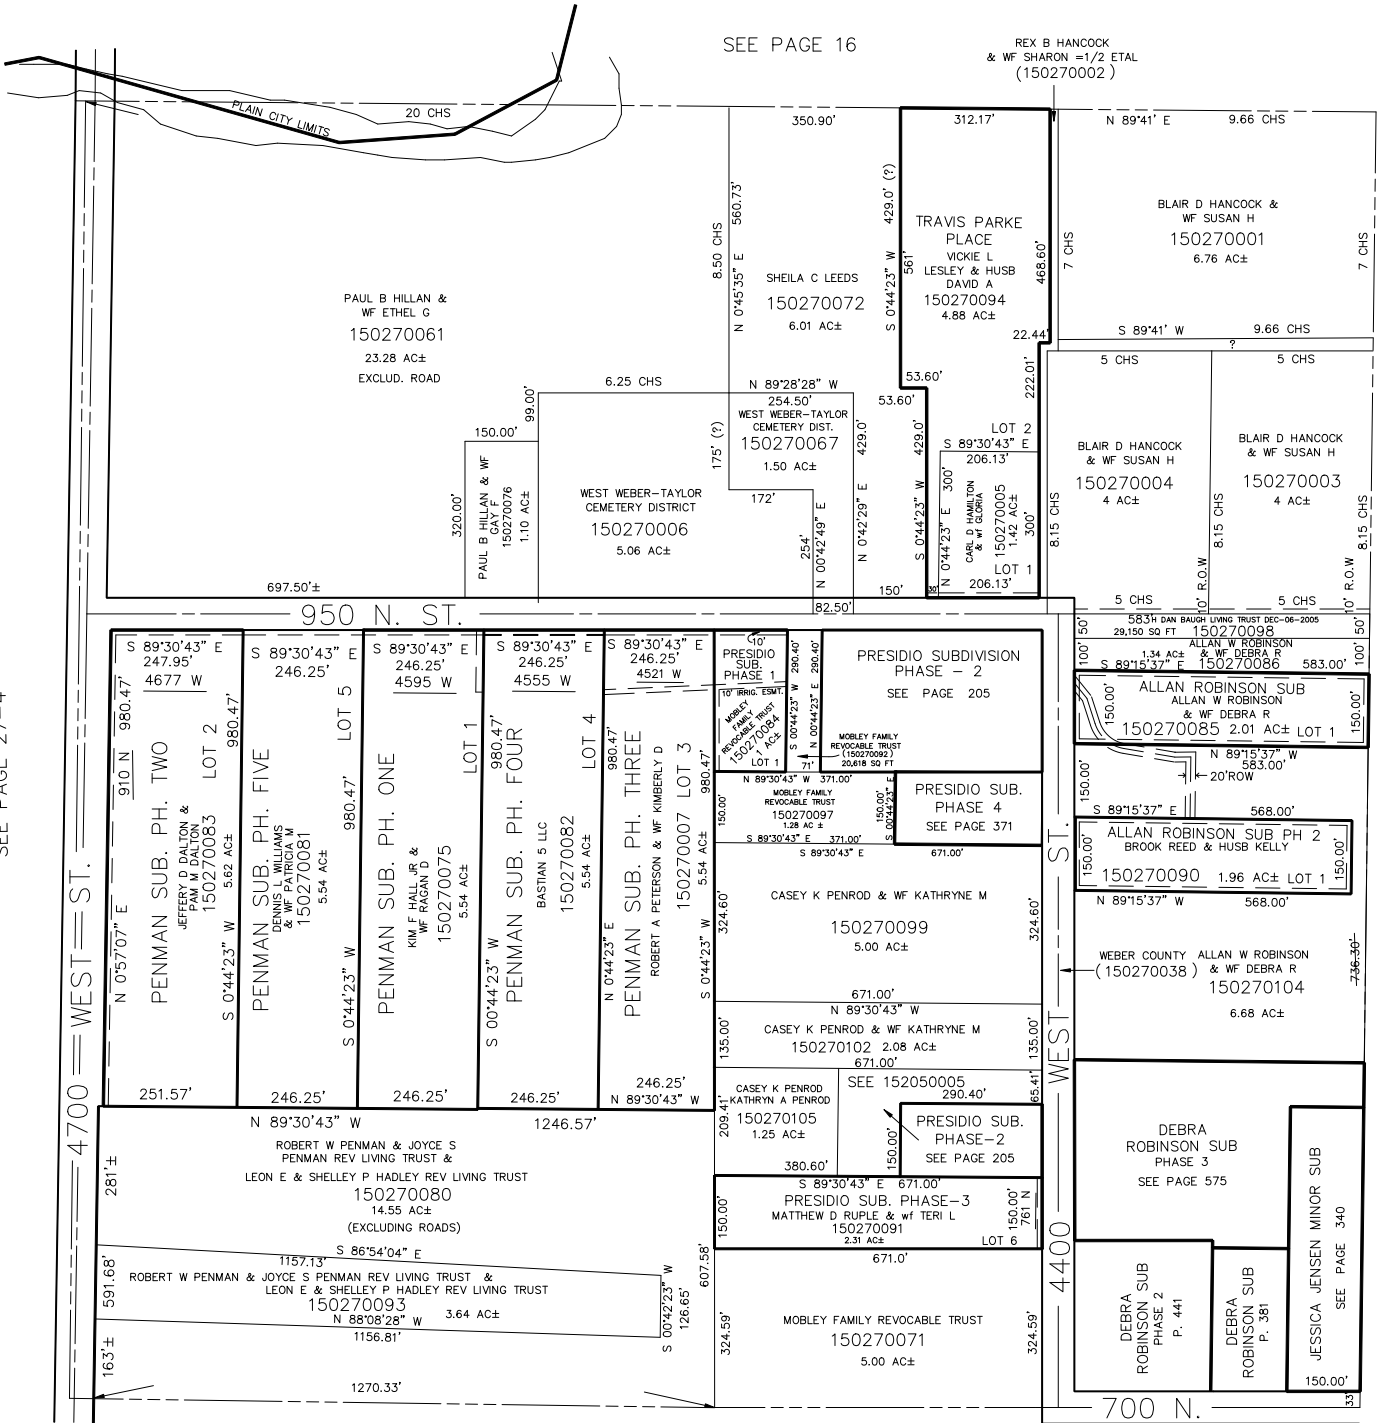 SEE PAGE 16
REX B HANCOCK
& WF SHARON =1/2 ETAL
(150270002)
PLAIN CITY LIMITS
20 CHS
350.90'
312.17'
N 89°41' E
9.66 CHS
8.50 CHS
N 0°45'35" E 560.73'
S 0°44'23" W 429.0' (?)
561'
468.60'
7 CHS
7 CHS
PAUL B HILLAN &
WF ETHEL G
150270061
23.28 AC±
EXCLUD. ROAD
SHEILA C LEEDS
150270072
6.01 AC±
TRAVIS PARKE
PLACE
VICKIE L
LESLEY & HUSB
DAVID A
150270094
4.88 AC±
BLAIR D HANCOCK &
WF SUSAN H
150270001
6.76 AC±
22.44'
222.01'
S 89°41' W
9.66 CHS
?
5 CHS
5 CHS
6.25 CHS
99.00'
N 89°28'28" W
254.50'
53.60'
53.60'
WEST WEBER-TAYLOR
CEMETERY DIST.
150270067
1.50 AC±
175' (?)
172'
429.0'
N 0°42'29" E
429.0'
S 0°44'23" W
LOT 2
S 89°30'43" E
206.13'
150.00'
320.00'
PAUL B HILLAN & WF
GAY F
150270076
1.10 AC±
WEST WEBER-TAYLOR
CEMETERY DISTRICT
150270006
5.06 AC±
254'
N 00°42'49" E
N 0°44'23" E 300'
CARL D HAMILTON
& wf GLORIA
150270005
1.42 AC±
300'
LOT 1
206.13'
30'
BLAIR D HANCOCK
& WF SUSAN H
150270004
4 AC±
BLAIR D HANCOCK
& WF SUSAN H
150270003
4 AC±
8.15 CHS
8.15 CHS
8.15 CHS
10' R.O.W
10' R.O.W
697.50'±
150'
82.50'
5 CHS
5 CHS
950 N. ST.
50'
583'
H DAN BAUGH LIVING TRUST DEC-06-2005
29,150 SQ FT 150270098
50'
100'
ALLAN W ROBINSON
1.34 AC± & WF DEBRA R
S 89°15'37" E 150270086 583.00'
100'
SEE PAGE 27-4
4700 WEST ST.
S 89°30'43" E
247.95'
4677 W
910 N 980.47'
PENMAN SUB. PH. TWO
JEFFERY D DALTON &
PAM M DALTON
150270083
LOT 2
5.62 AC±
980.47'
N 0°57'07" E
S 0°44'23" W
251.57'
S 89°30'43" E
246.25'
PENMAN SUB. PH. FIVE
DENNIS L WILLIAMS
& WF PATRICIA M
150270081
5.54 AC±
LOT 5
980.47'
S 0°44'23" W
246.25'
S 89°30'43" E
246.25'
4595 W
PENMAN SUB. PH. ONE
KIM F HALL JR &
WF RAGAN D
150270075
5.54 AC±
LOT 1
246.25'
S 89°30'43" E
246.25'
4555 W
980.47'
PENMAN SUB. PH. FOUR
BASTIAN 5 LLC
150270082
5.54 AC±
LOT 4
S 00°44'23" W
246.25'
S 89°30'43" E
246.25'
4521 W
980.47'
PENMAN SUB. PH. THREE
ROBERT A PETERSON & WF KIMBERLY D
150270007 LOT 3
5.54 AC±
980.47'
N 0°44'23" E
S 0°44'23" W
246.25'
N 89°30'43" W
10'
PRESIDIO
SUB.
PHASE 1
10' IRRIG. ESMT.
MOBLEY
FAMILY
REVOCABLE TRUST
150270084
1 AC±
LOT 1
S 00°44'23" W 290.40'
N 00°44'23" E 290.40'
71'
PRESIDIO SUBDIVISION
PHASE - 2
SEE PAGE 205
MOBLEY FAMILY
REVOCABLE TRUST
(150270092)
20,618 SQ FT
N 89°30'43" W 371.00'
150.00'
MOBLEY FAMILY
REVOCABLE TRUST
150270097
1.28 AC ±
150.00'
S 00°44'23" E
S 89°30'43" E 371.00'
PRESIDIO SUB.
PHASE 4
SEE PAGE 371
S 89°30'43" E
671.00'
ALLAN ROBINSON SUB
ALLAN W ROBINSON
& WF DEBRA R
150270085 2.01 AC± LOT 1
150.00'
150.00'
N 89°15'37" W
583.00'
20'ROW
150.00'
S 89°15'37" E
568.00'
ALLAN ROBINSON SUB PH 2
BROOK REED & HUSB KELLY
150270090 1.96 AC± LOT 1
150.00'
150.00'
N 89°15'37" W
568.00'
CASEY K PENROD & WF KATHRYNE M
150270099
5.00 AC±
324.60'
324.60'
671.00'
N 89°30'43" W
WEBER COUNTY
(150270038)
ALLAN W ROBINSON
& WF DEBRA R
150270104
6.68 AC±
736.30'
4400 WEST ST.
CASEY K PENROD & WF KATHRYNE M
150270102 2.08 AC±
135.00'
135.00'
671.00'
CASEY K PENROD
KATHRYN A PENROD
150270105
1.25 AC±
209.41'
380.60'
SEE 152050005
290.40'
65.41'
PRESIDIO SUB.
PHASE-2
SEE PAGE 205
150.00'
S 89°30'43" E 671.00'
PRESIDIO SUB. PHASE-3
MATTHEW D RUPLE & wf TERI L
150270091
2.31 AC±
LOT 6
150.00'
150.00'
761 N
671.0'
N 89°30'43" W
1246.57'
ROBERT W PENMAN & JOYCE S
PENMAN REV LIVING TRUST &
LEON E & SHELLEY P HADLEY REV LIVING TRUST
150270080
14.55 AC±
(EXCLUDING ROADS)
281'±
S 86°54'04" E
1157.13'
ROBERT W PENMAN & JOYCE S PENMAN REV LIVING TRUST &
LEON E & SHELLEY P HADLEY REV LIVING TRUST
150270093
3.64 AC±
N 88°08'28" W
1156.81'
591.68'
163'±
S 00°42'23" W
126.65'
607.58'
1270.33'
MOBLEY FAMILY REVOCABLE TRUST
150270071
5.00 AC±
324.59'
324.59'
DEBRA
ROBINSON SUB
PHASE 3
SEE PAGE 575
DEBRA
ROBINSON SUB
PHASE 2
P. 441
DEBRA
ROBINSON SUB
P. 381
JESSICA JENSEN MINOR SUB
SEE PAGE 340
150.00'
33'
700 N.